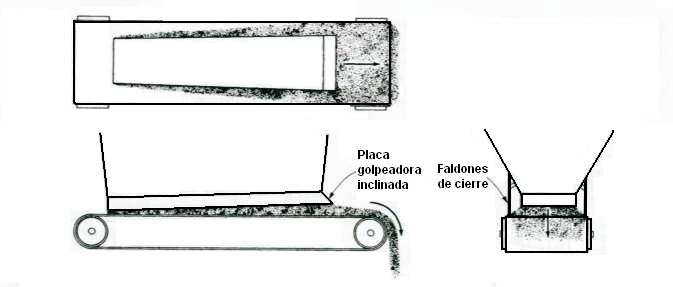 Placa
golpeadora
inclinada
Faldones
de cierre